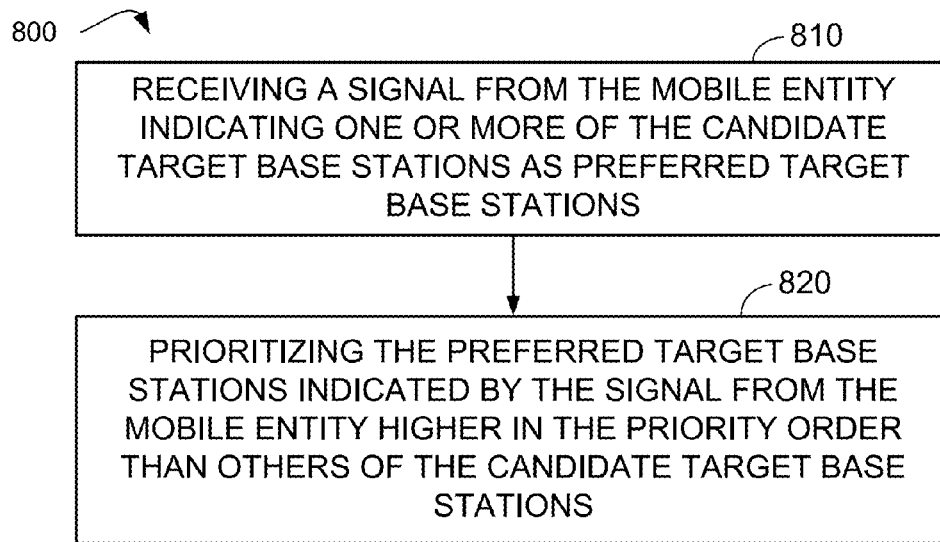 800
810
RECEIVING A SIGNAL FROM THE MOBILE ENTITY
INDICATING ONE OR MORE OF THE CANDIDATE
TARGET BASE STATIONS AS PREFERRED TARGET
BASE STATIONS
820
PRIORITIZING THE PREFERRED TARGET BASE
STATIONS INDICATED BY THE SIGNAL FROM THE
MOBILE ENTITY HIGHER IN THE PRIORITY ORDER
THAN OTHERS OF THE CANDIDATE TARGET BASE
STATIONS